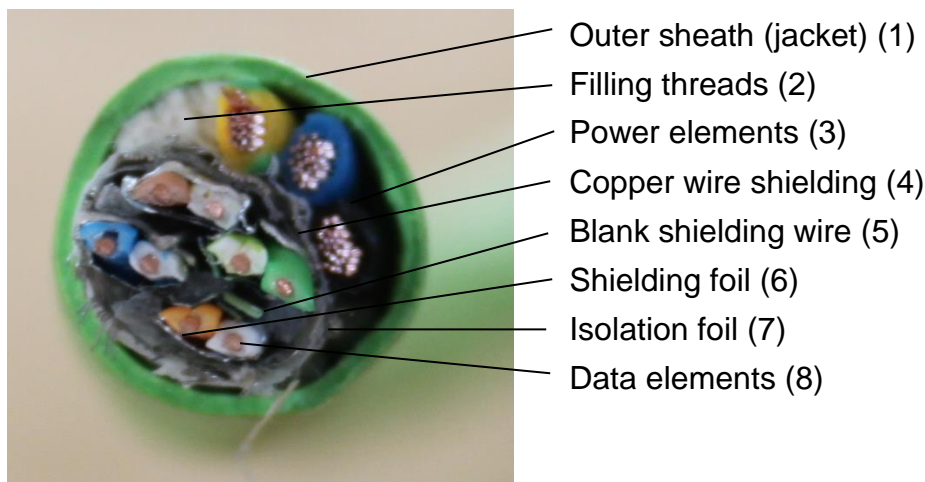 Outer sheath (jacket) (1)
Filling threads (2)
Power elements (3)
Copper wire shielding (4)
Blank shielding wire (5)
Shielding foil (6)
Isolation foil (7)
Data elements (8)